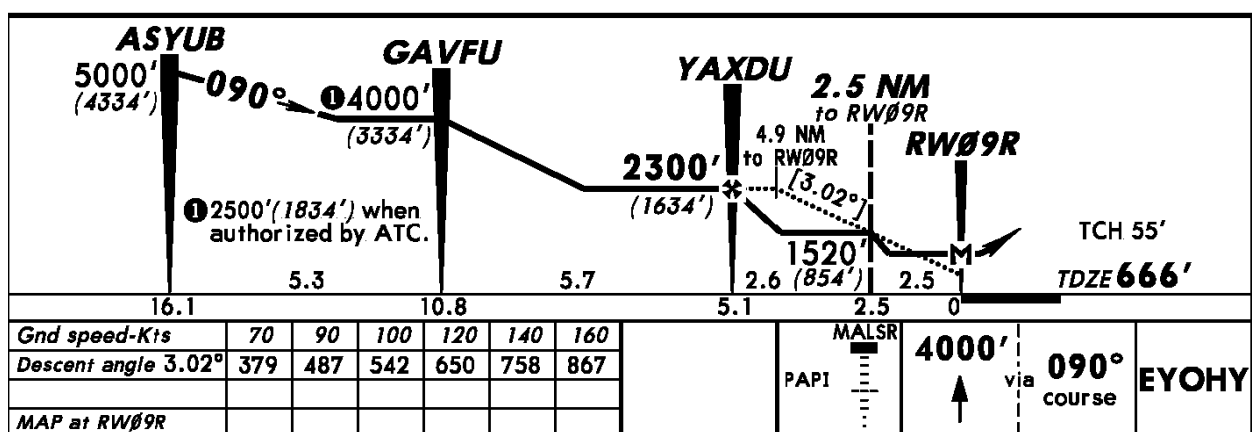 ASYUB
GAVFU
YAXDU
2.5 NM
to RWØ9R
RWØ9R
5000'
(4334')
090°
❶4000'
(3334')
2300'
(1634')
4.9 NM
to RWØ9R
[3.02°]
1520'
(854')
M
TCH 55'
TDZE 666'
❶2500'(1834') when
authorized by ATC.
5.3 5.7 2.6 2.5
16.1 10.8 5.1 2.5 0
Gnd speed-Kts 70 90 100 120 140 160
Descent angle 3.02° 379 487 542 650 758 867
MAP at RWØ9R
MALSR
PAPI
4000'
via
090°
course
EYOHY